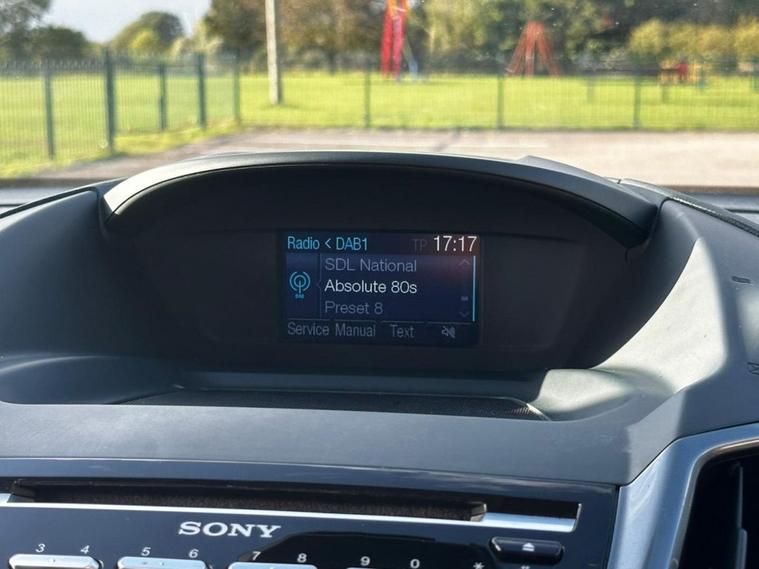 Radio < DAB1 TP 17:17
SDL National
Absolute 80s
Preset 8
Service Manual Text
SONY
3 4 5 6 7 8 9 0 *